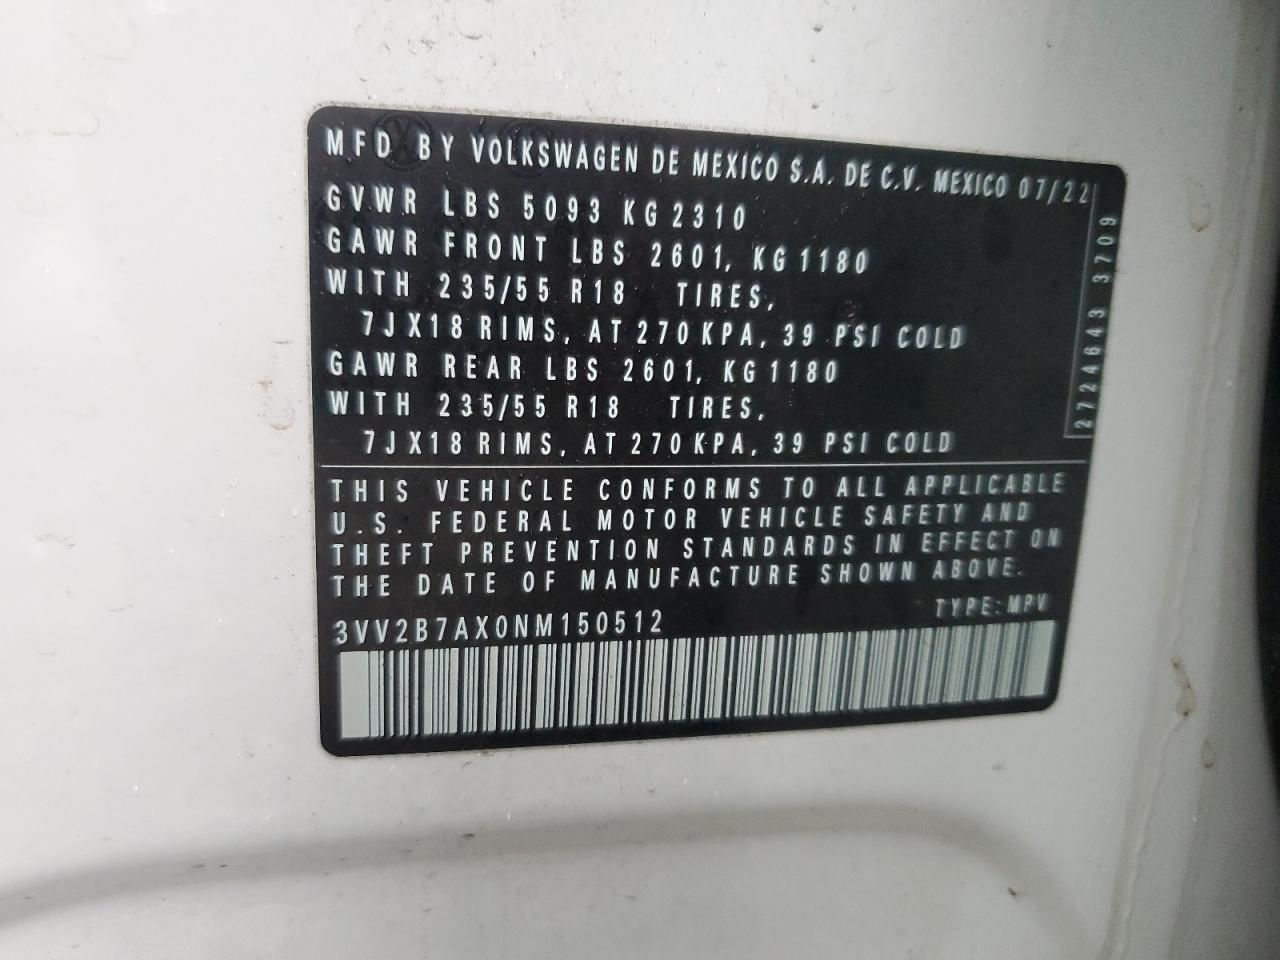 MFD BY VOLKSWAGEN DE MEXICO S.A. DE C.V. MEXICO 07/22
GVWR LBS 5093 KG 2310
GAWR FRONT LBS 2601, KG 1180
WITH 235/55 R18 TIRES,
7JX18 RIMS, AT 270 KPA, 39 PSI COLD
GAWR REAR LBS 2601, KG 1180
WITH 235/55 R18 TIRES,
7JX18 RIMS, AT 270 KPA, 39 PSI COLD
2724643 3709
THIS VEHICLE CONFORMS TO ALL APPLICABLE
U.S. FEDERAL MOTOR VEHICLE SAFETY AND
THEFT PREVENTION STANDARDS IN EFFECT ON
THE DATE OF MANUFACTURE SHOWN ABOVE.
TYPE: MPV
3VV2B7AX0NM150512